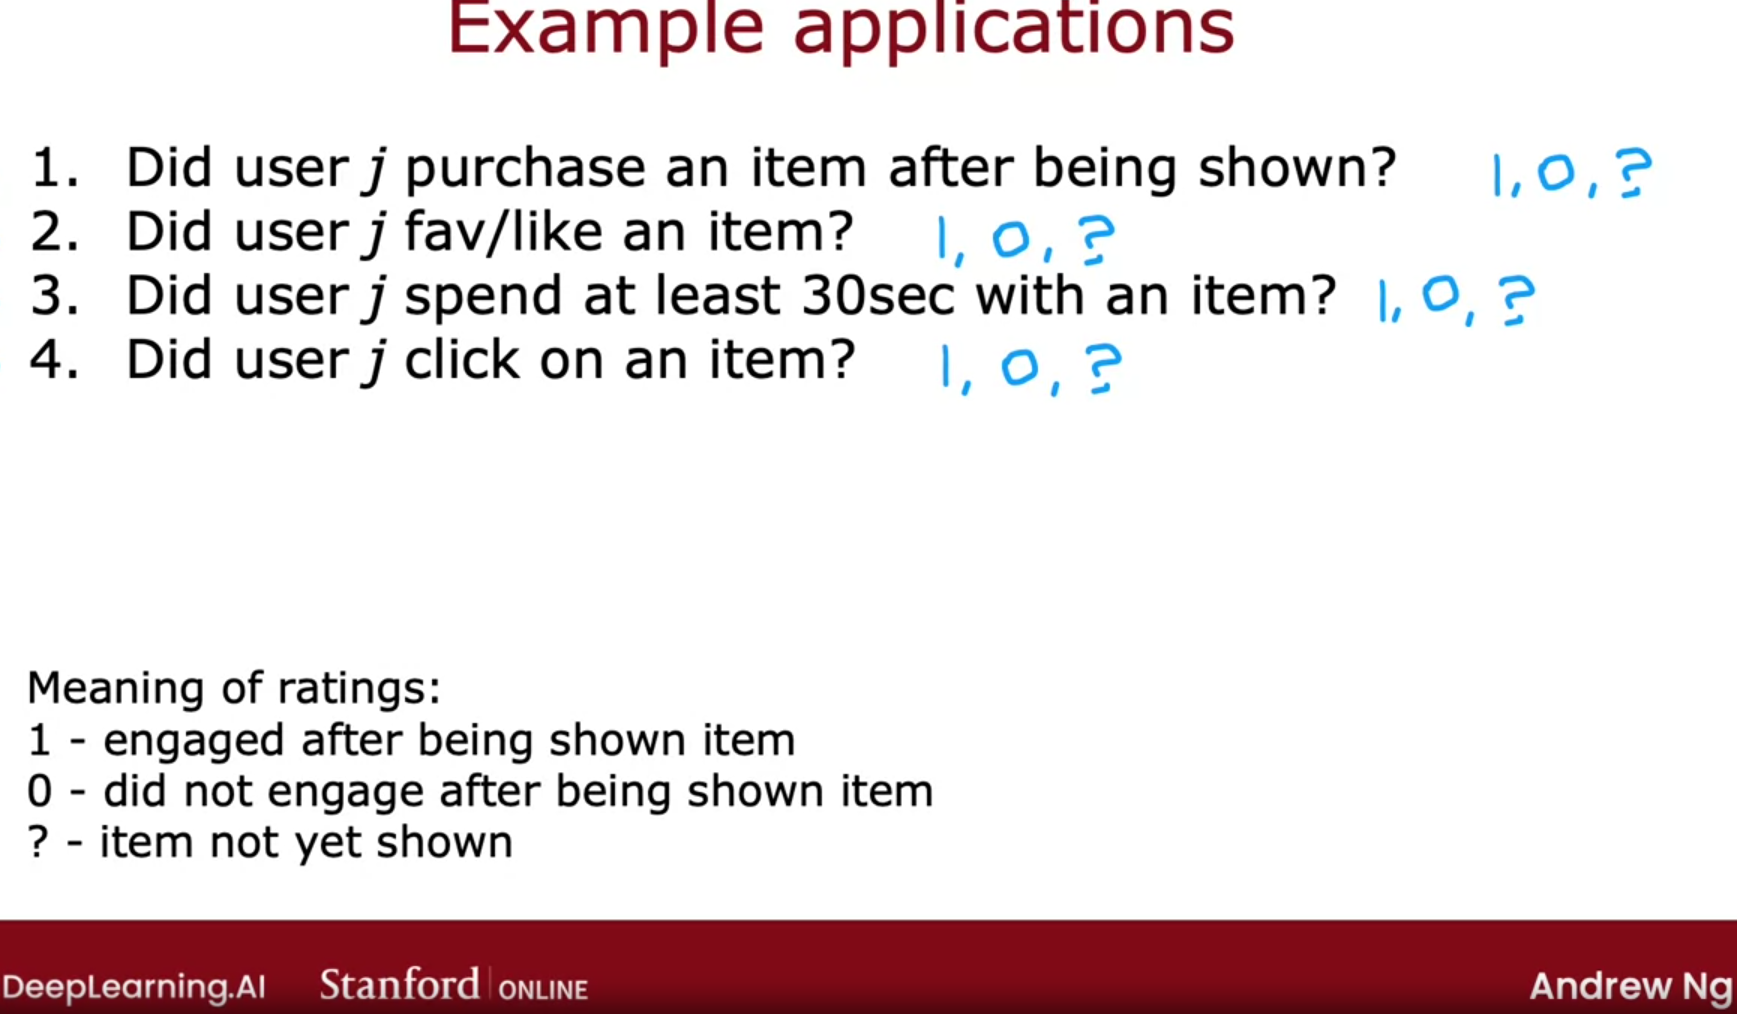 Example applications
1. Did user j purchase an item after being shown? 1, 0, ?
2. Did user j fav/like an item? 1, 0, ?
3. Did user j spend at least 30sec with an item? 1, 0, ?
4. Did user j click on an item? 1, 0, ?
Meaning of ratings:
1 - engaged after being shown item
0 - did not engage after being shown item
? - item not yet shown
DeepLearning.AI Stanford | ONLINE Andrew Ng